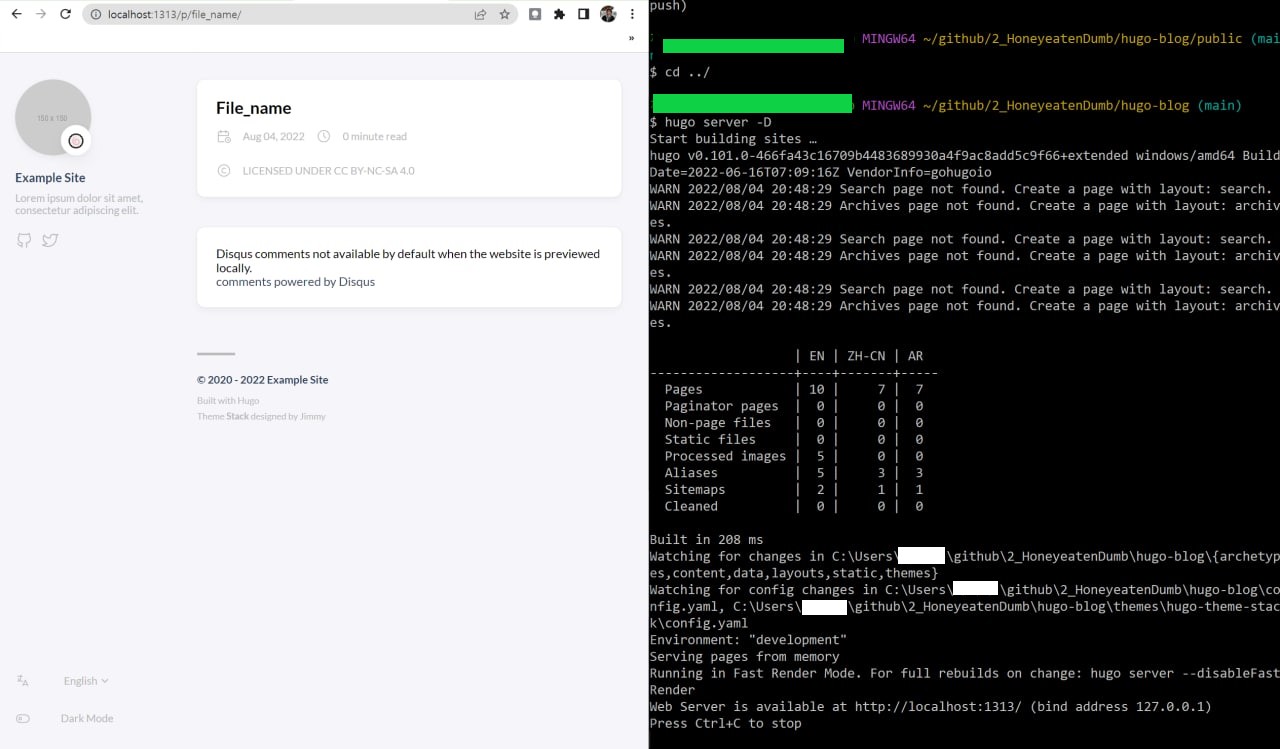 localhost:1313/p/file_name/
»
150 x 150
Example Site
Lorem ipsum dolor sit amet,
consectetur adipiscing elit.
File_name
Aug 04, 2022 0 minute read
LICENSED UNDER CC BY-NC-SA 4.0
Disqus comments not available by default when the website is previewed
locally.
comments powered by Disqus
© 2020 - 2022 Example Site
Built with Hugo
Theme Stack designed by Jimmy
English
Dark Mode
push)
MINGW64 ~/github/2_HoneyeatenDumb/hugo-blog/public (mai
$ cd ../
MINGW64 ~/github/2_HoneyeatenDumb/hugo-blog (main)
$ hugo server -D
Start building sites …
hugo v0.101.0-466fa43c16709b4483689930a4f9ac8add5c9f66+extended windows/amd64 Build
Date=2022-06-16T07:09:16Z VendorInfo=gohugoio
WARN 2022/08/04 20:48:29 Search page not found. Create a page with layout: search.
WARN 2022/08/04 20:48:29 Archives page not found. Create a page with layout: archiv
es.
WARN 2022/08/04 20:48:29 Search page not found. Create a page with layout: search.
WARN 2022/08/04 20:48:29 Archives page not found. Create a page with layout: archiv
es.
WARN 2022/08/04 20:48:29 Search page not found. Create a page with layout: search.
WARN 2022/08/04 20:48:29 Archives page not found. Create a page with layout: archiv
es.
| EN | ZH-CN | AR
-------------------+----+-------+-----
Pages | 10 | 7 | 7
Paginator pages | 0 | 0 | 0
Non-page files | 0 | 0 | 0
Static files | 0 | 0 | 0
Processed images | 5 | 0 | 0
Aliases | 5 | 3 | 3
Sitemaps | 2 | 1 | 1
Cleaned | 0 | 0 | 0
Built in 208 ms
Watching for changes in C:\Users\ \github\2_HoneyeatenDumb\hugo-blog\{archetyp
es,content,data,layouts,static,themes}
Watching for config changes in C:\Users\ \github\2_HoneyeatenDumb\hugo-blog\co
nfig.yaml, C:\Users\ \github\2_HoneyeatenDumb\hugo-blog\themes\hugo-theme-stac
k\config.yaml
Environment: "development"
Serving pages from memory
Running in Fast Render Mode. For full rebuilds on change: hugo server --disableFast
Render
Web Server is available at http://localhost:1313/ (bind address 127.0.0.1)
Press Ctrl+C to stop